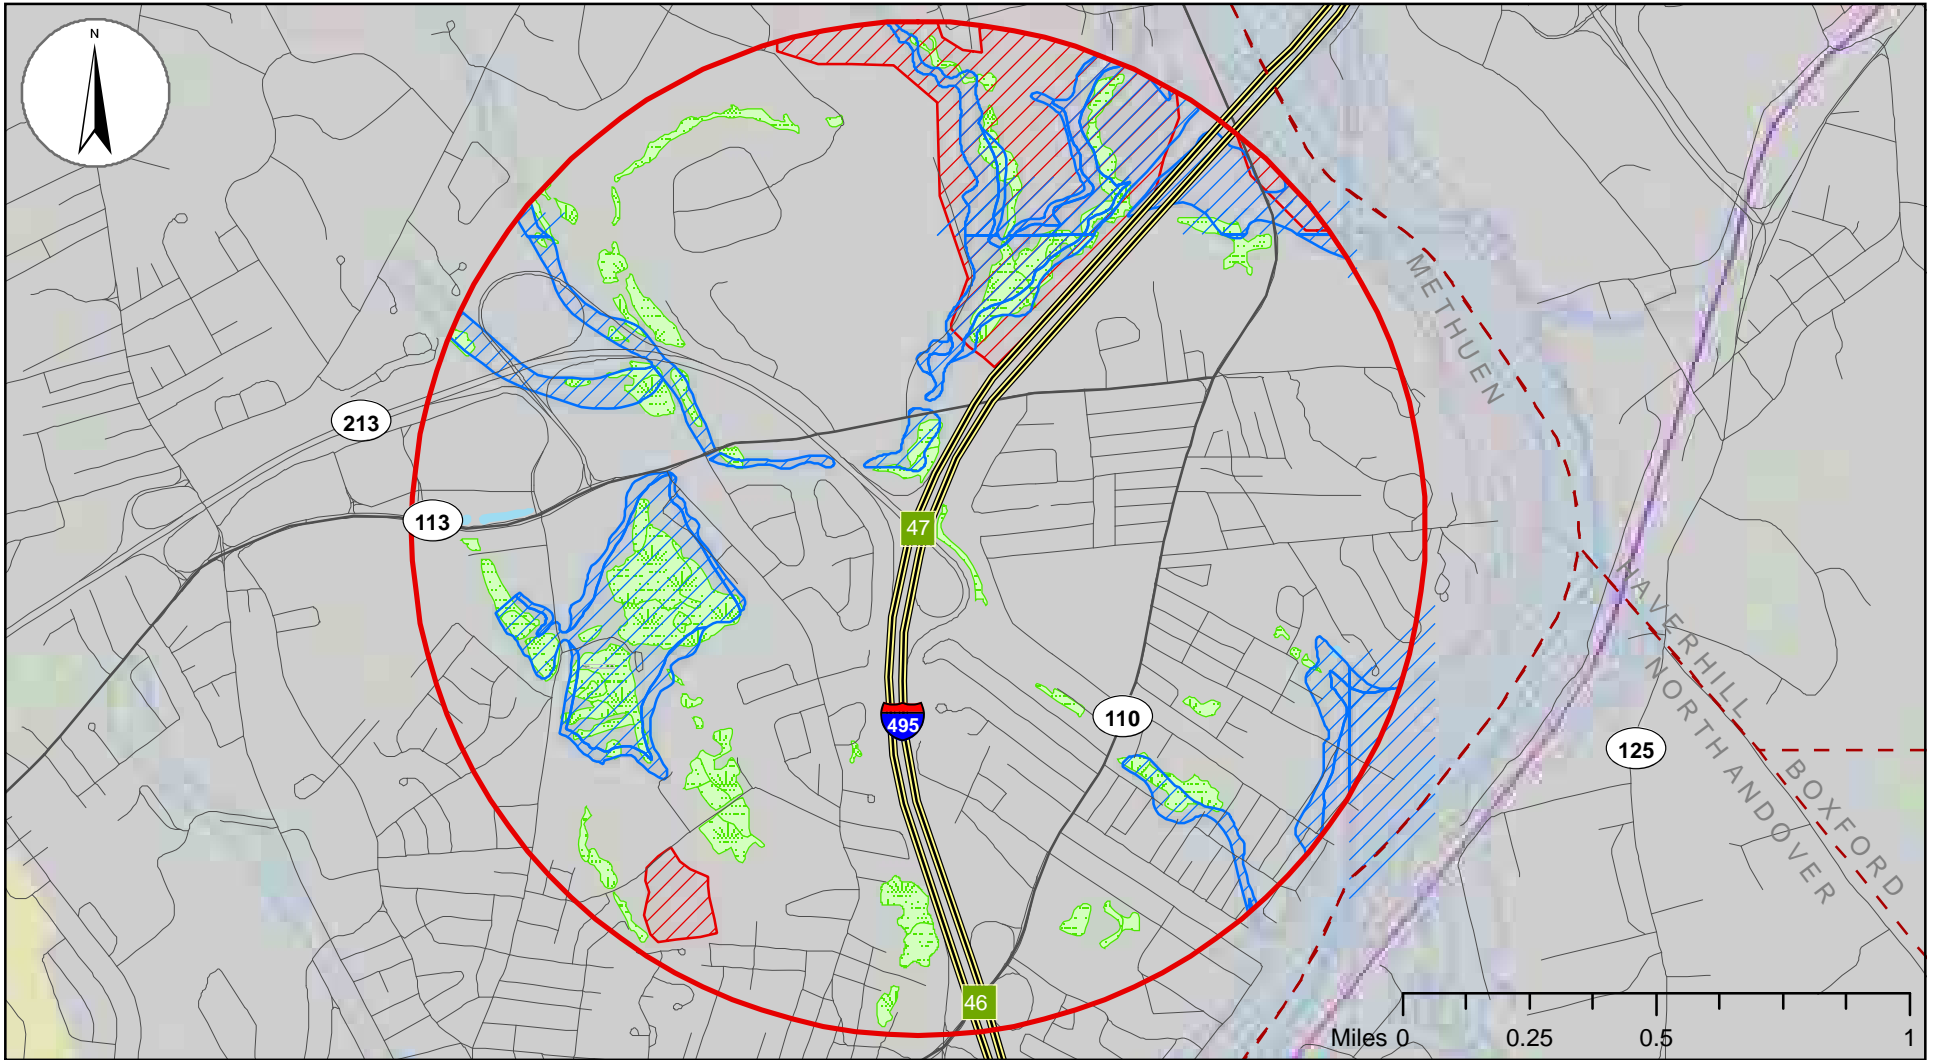 N
METHUEN
213
113
47
HAVERHILL
NORTH ANDOVER
495
110
125
BOXFORD
46
Miles 0 0.25 0.5 1